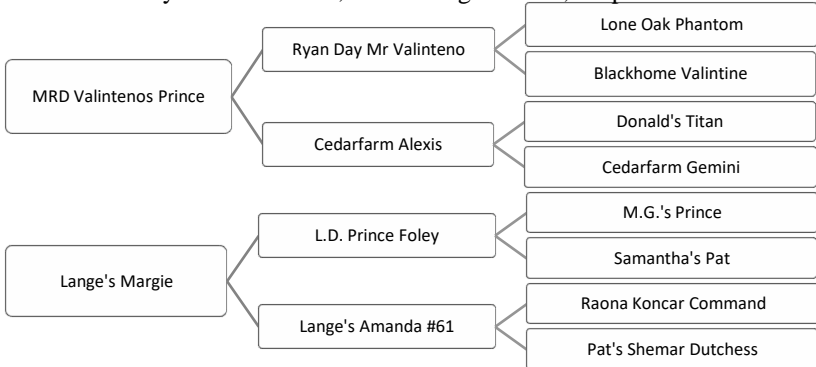 Lone Oak Phantom
Ryan Day Mr Valinteno
Blackhome Valintine
MRD Valintenos Prince
Donald's Titan
Cedarfarm Alexis
Cedarfarm Gemini
M.G.'s Prince
L.D. Prince Foley
Samantha's Pat
Lange's Margie
Raona Koncar Command
Lange's Amanda #61
Pat's Shemar Dutchess